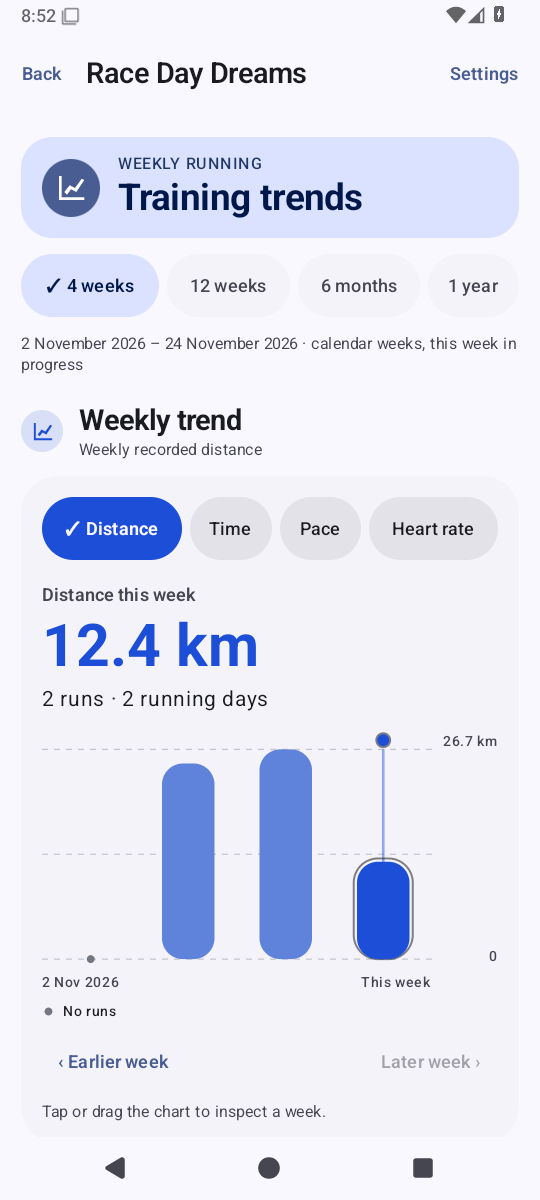 8:52
Back Race Day Dreams Settings
WEEKLY RUNNING
Training trends
✓ 4 weeks 12 weeks 6 months 1 year
2 November 2026 – 24 November 2026 · calendar weeks, this week in
progress
Weekly trend
Weekly recorded distance
✓ Distance Time Pace Heart rate
Distance this week
12.4 km
2 runs · 2 running days
26.7 km
0
2 Nov 2026 This week
No runs
‹ Earlier week Later week ›
Tap or drag the chart to inspect a week.